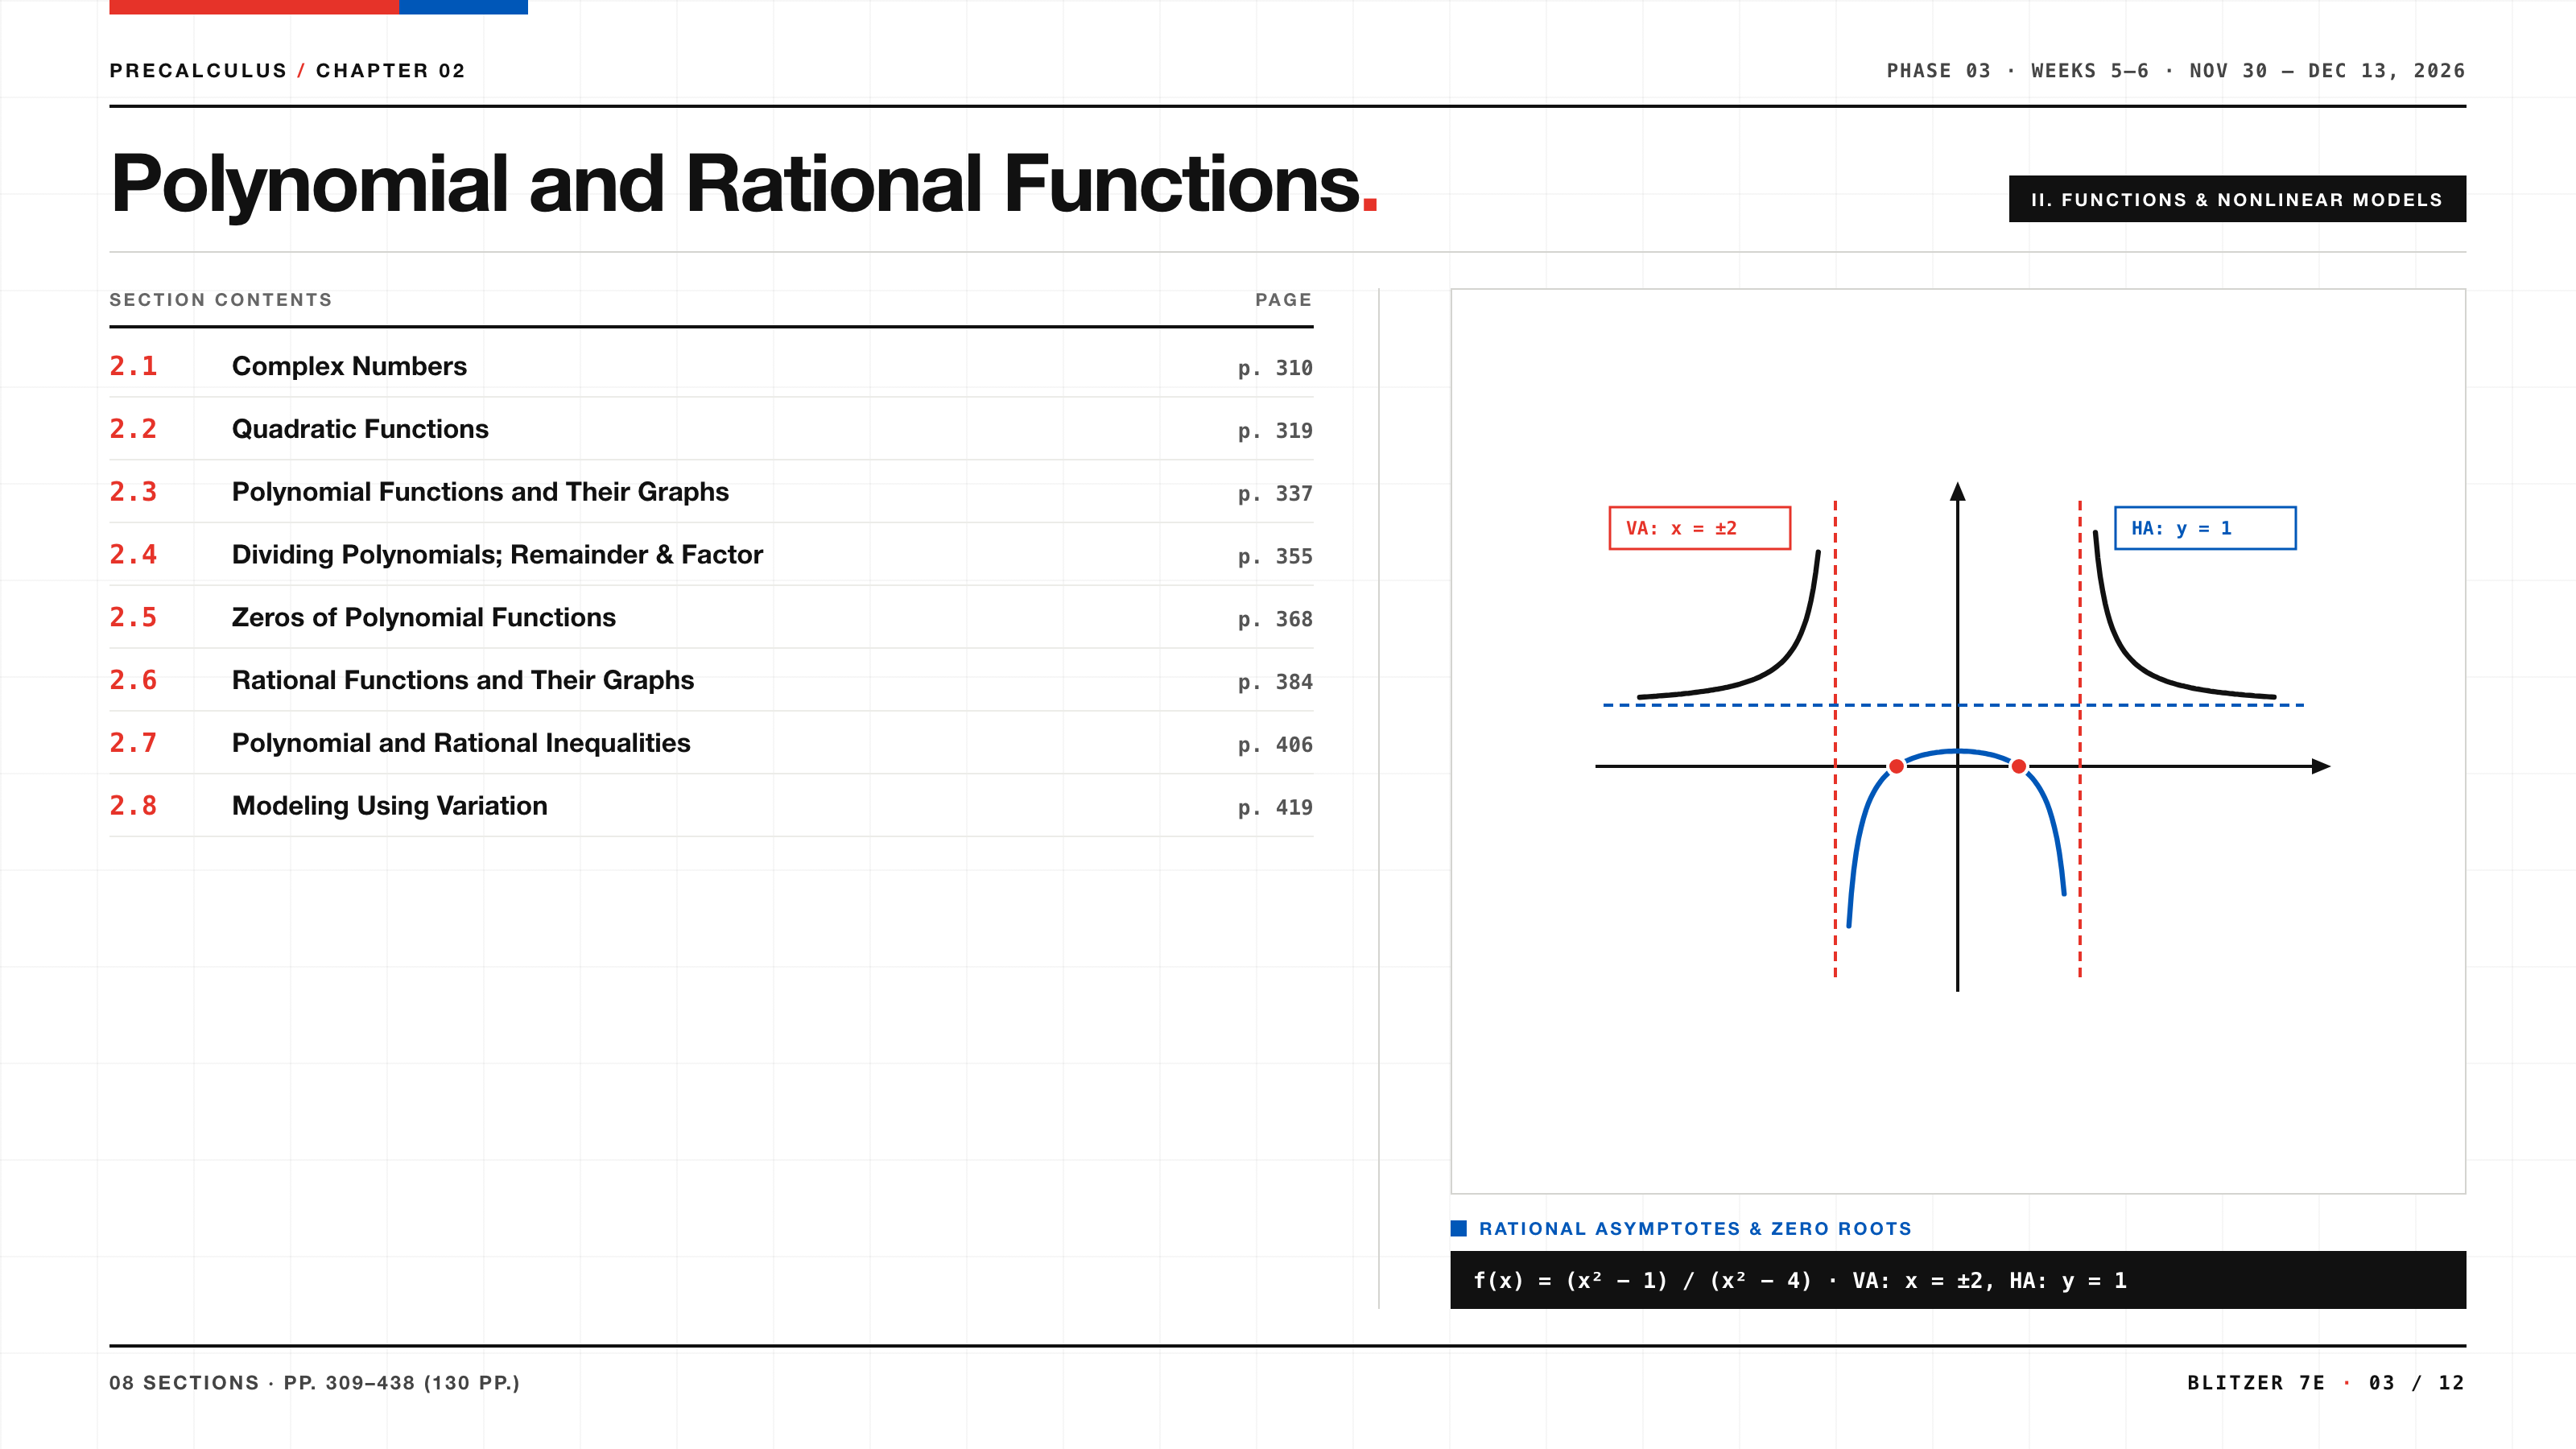 PRECALCULUS / CHAPTER 02
PHASE 03 · WEEKS 5–6 · NOV 30 – DEC 13, 2026
Polynomial and Rational Functions.
II. FUNCTIONS & NONLINEAR MODELS
SECTION CONTENTS PAGE
2.1 Complex Numbers p. 310
2.2 Quadratic Functions p. 319
2.3 Polynomial Functions and Their Graphs p. 337
2.4 Dividing Polynomials; Remainder & Factor p. 355
2.5 Zeros of Polynomial Functions p. 368
2.6 Rational Functions and Their Graphs p. 384
2.7 Polynomial and Rational Inequalities p. 406
2.8 Modeling Using Variation p. 419
VA: x = ±2
HA: y = 1
RATIONAL ASYMPTOTES & ZERO ROOTS
f(x) = (x² − 1) / (x² − 4) · VA: x = ±2, HA: y = 1
08 SECTIONS · PP. 309–438 (130 PP.)
BLITZER 7E · 03 / 12